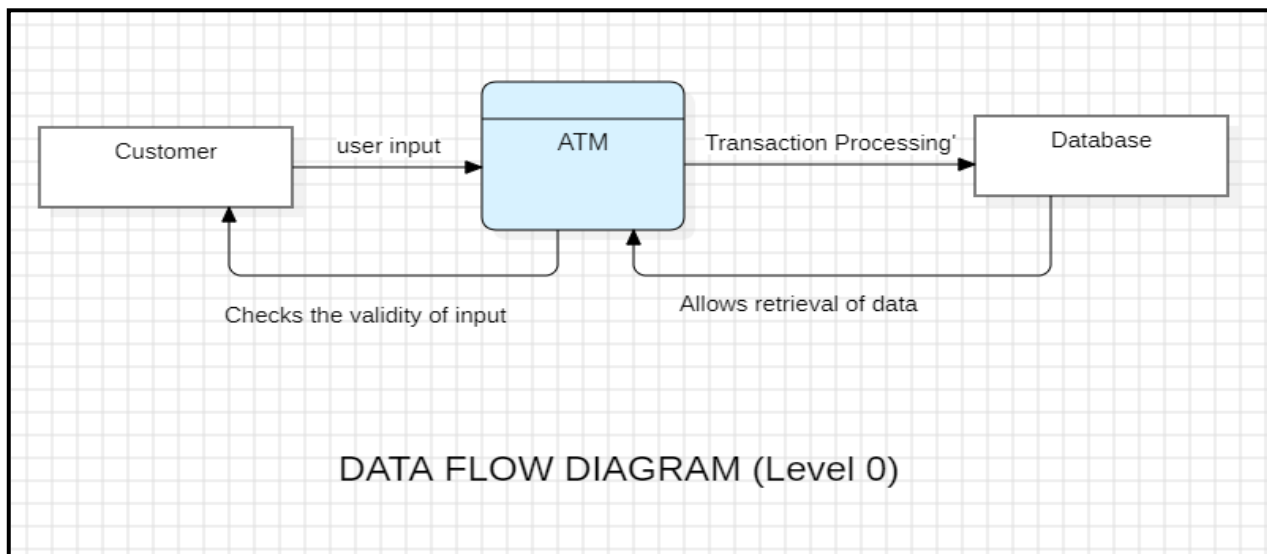 Customer
user input
ATM
Transaction Processing'
Database
Checks the validity of input
Allows retrieval of data
DATA FLOW DIAGRAM (Level 0)